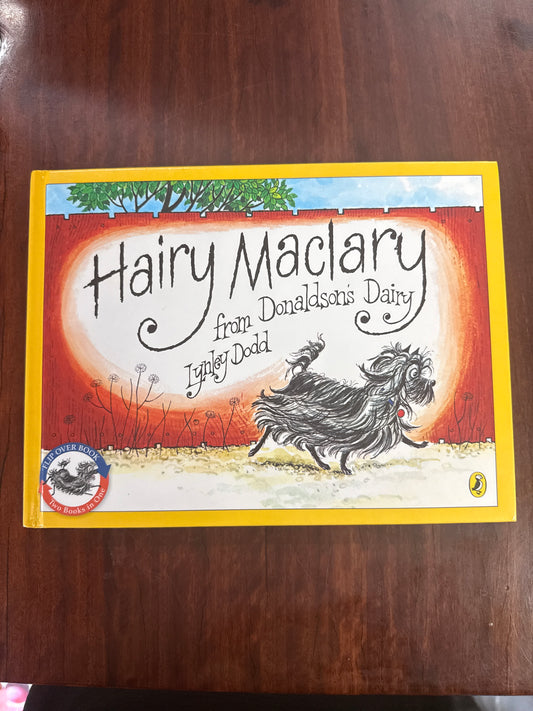 Hairy Maclary
from Donaldson's Dairy
Lynley Dodd
FLIP OVER BOOK
Two Books in One